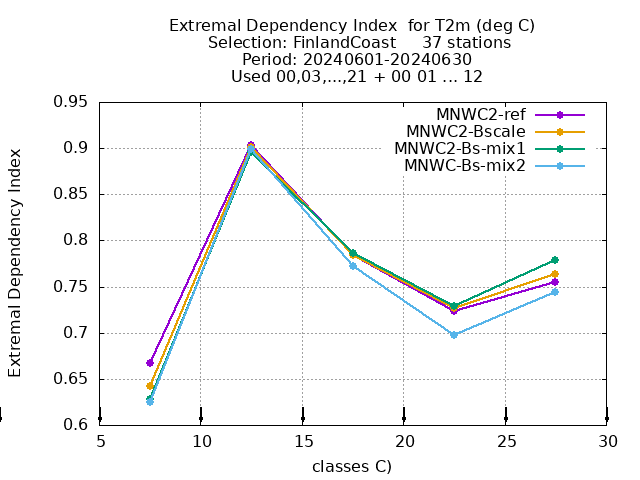 Extremal Dependency Index  for T2m (deg C)
Selection: FinlandCoast     37 stations
Period: 20240601-20240630
Used 00,03,...,21 + 00 01 ... 12
MNWC2-ref
MNWC2-Bscale
MNWC2-Bs-mix1
MNWC-Bs-mix2
Extremal Dependency Index
0.95
0.9
0.85
0.8
0.75
0.7
0.65
0.6
5 10 15 20 25 30
classes C)